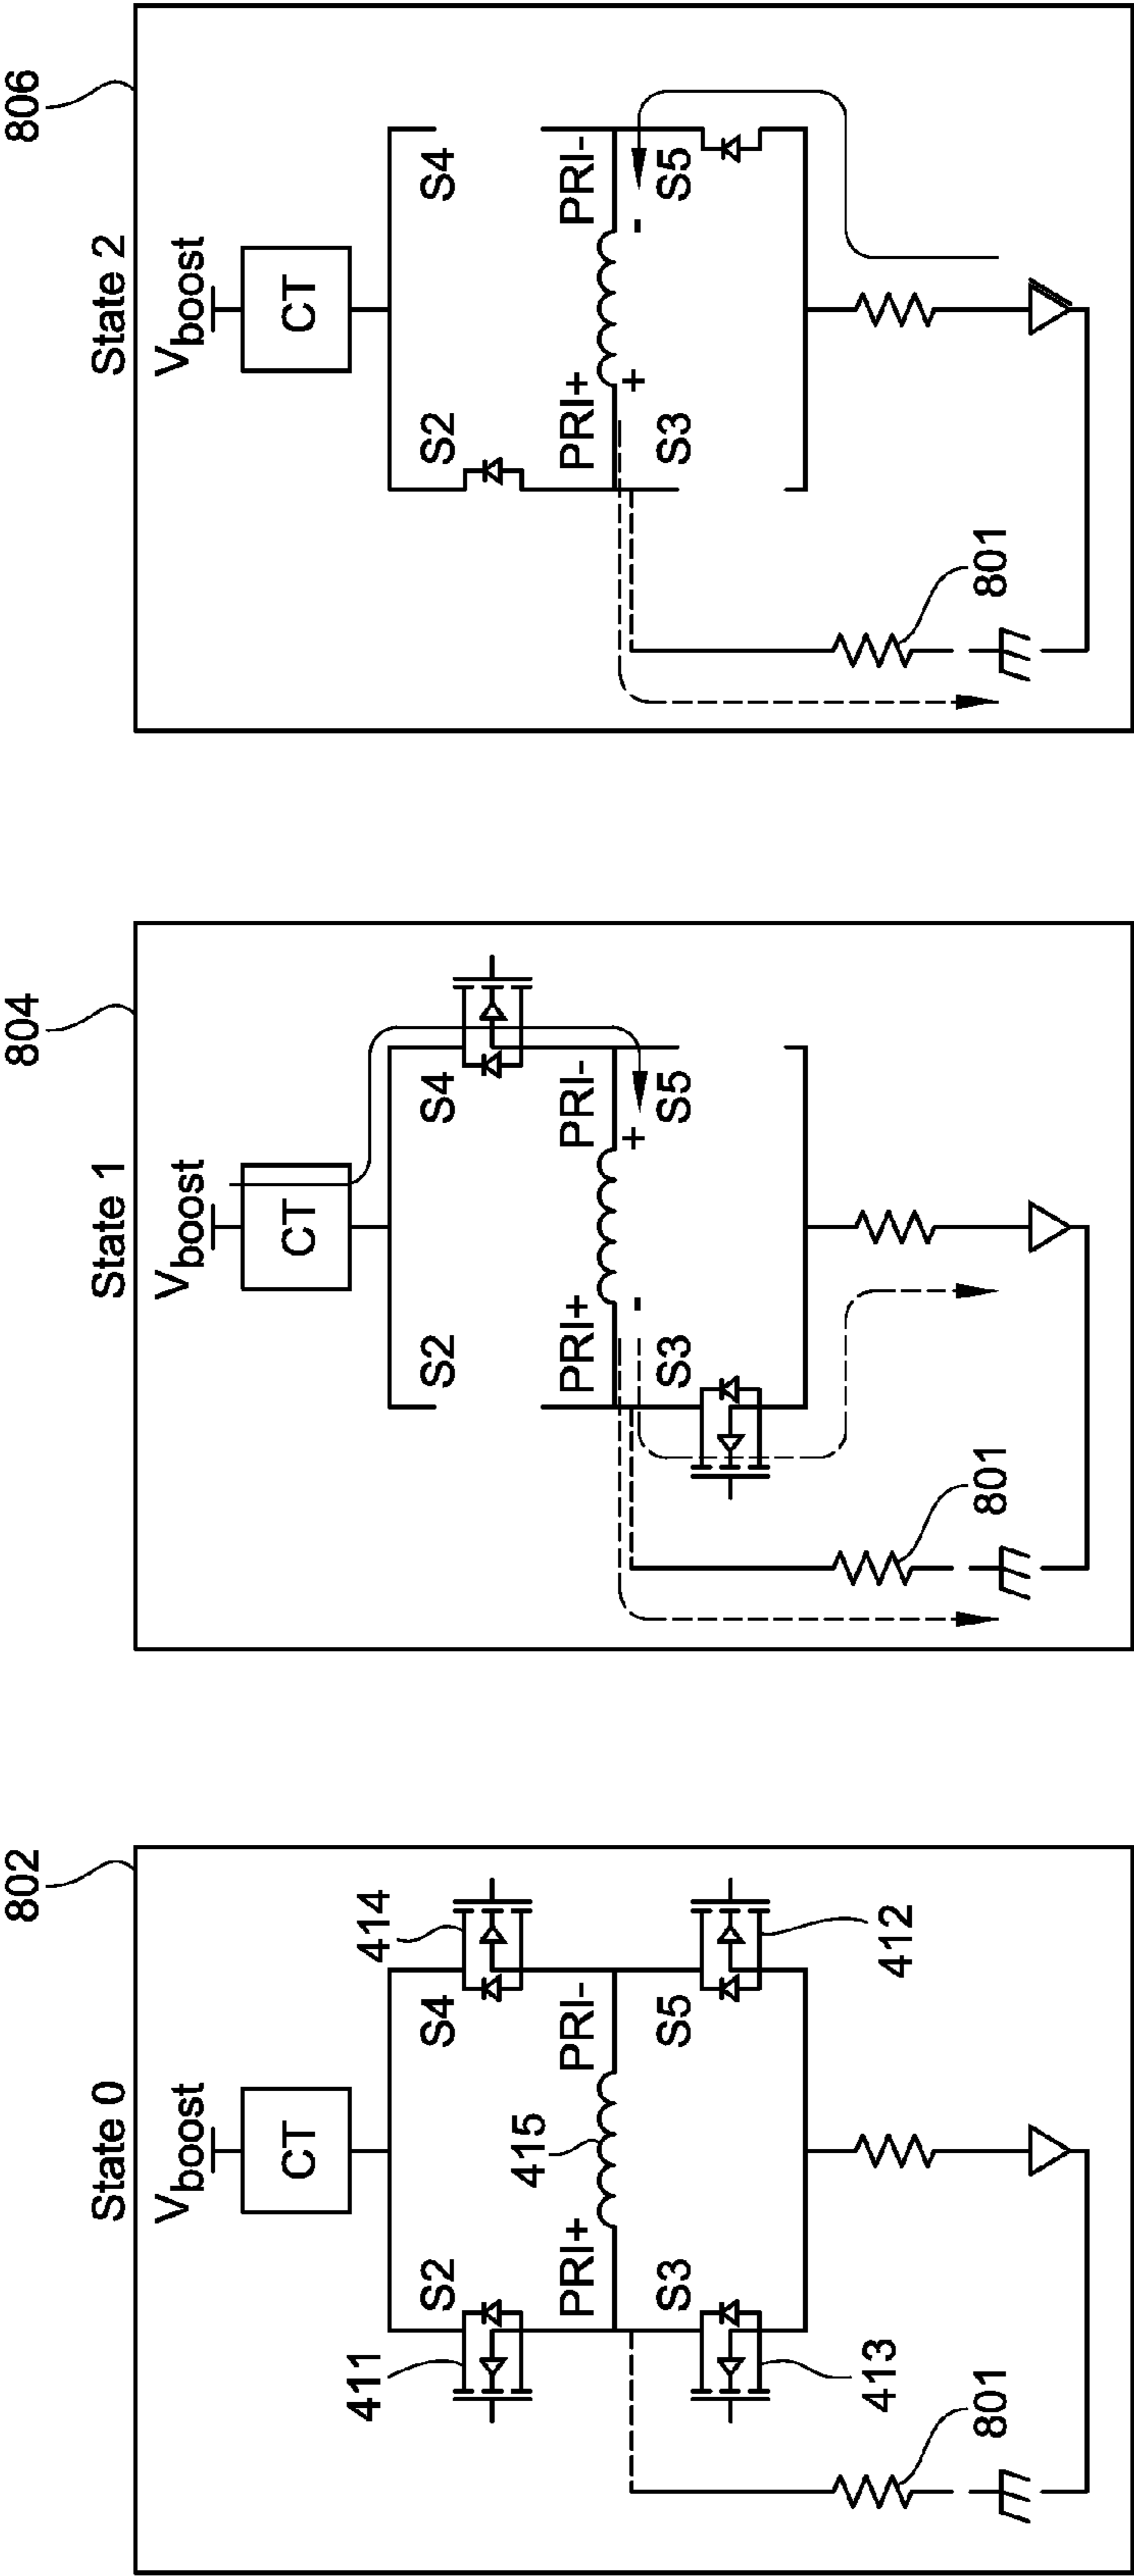 802
State 0
Vboost
CT
S2
S4
411
414
PRI+
PRI-
415
S3
S5
413
412
801
804
State 1
Vboost
CT
S2
S4
PRI+
PRI-
- +
S3
S5
801
806
State 2
Vboost
CT
S2
S4
PRI+
PRI-
+ -
S3
S5
801